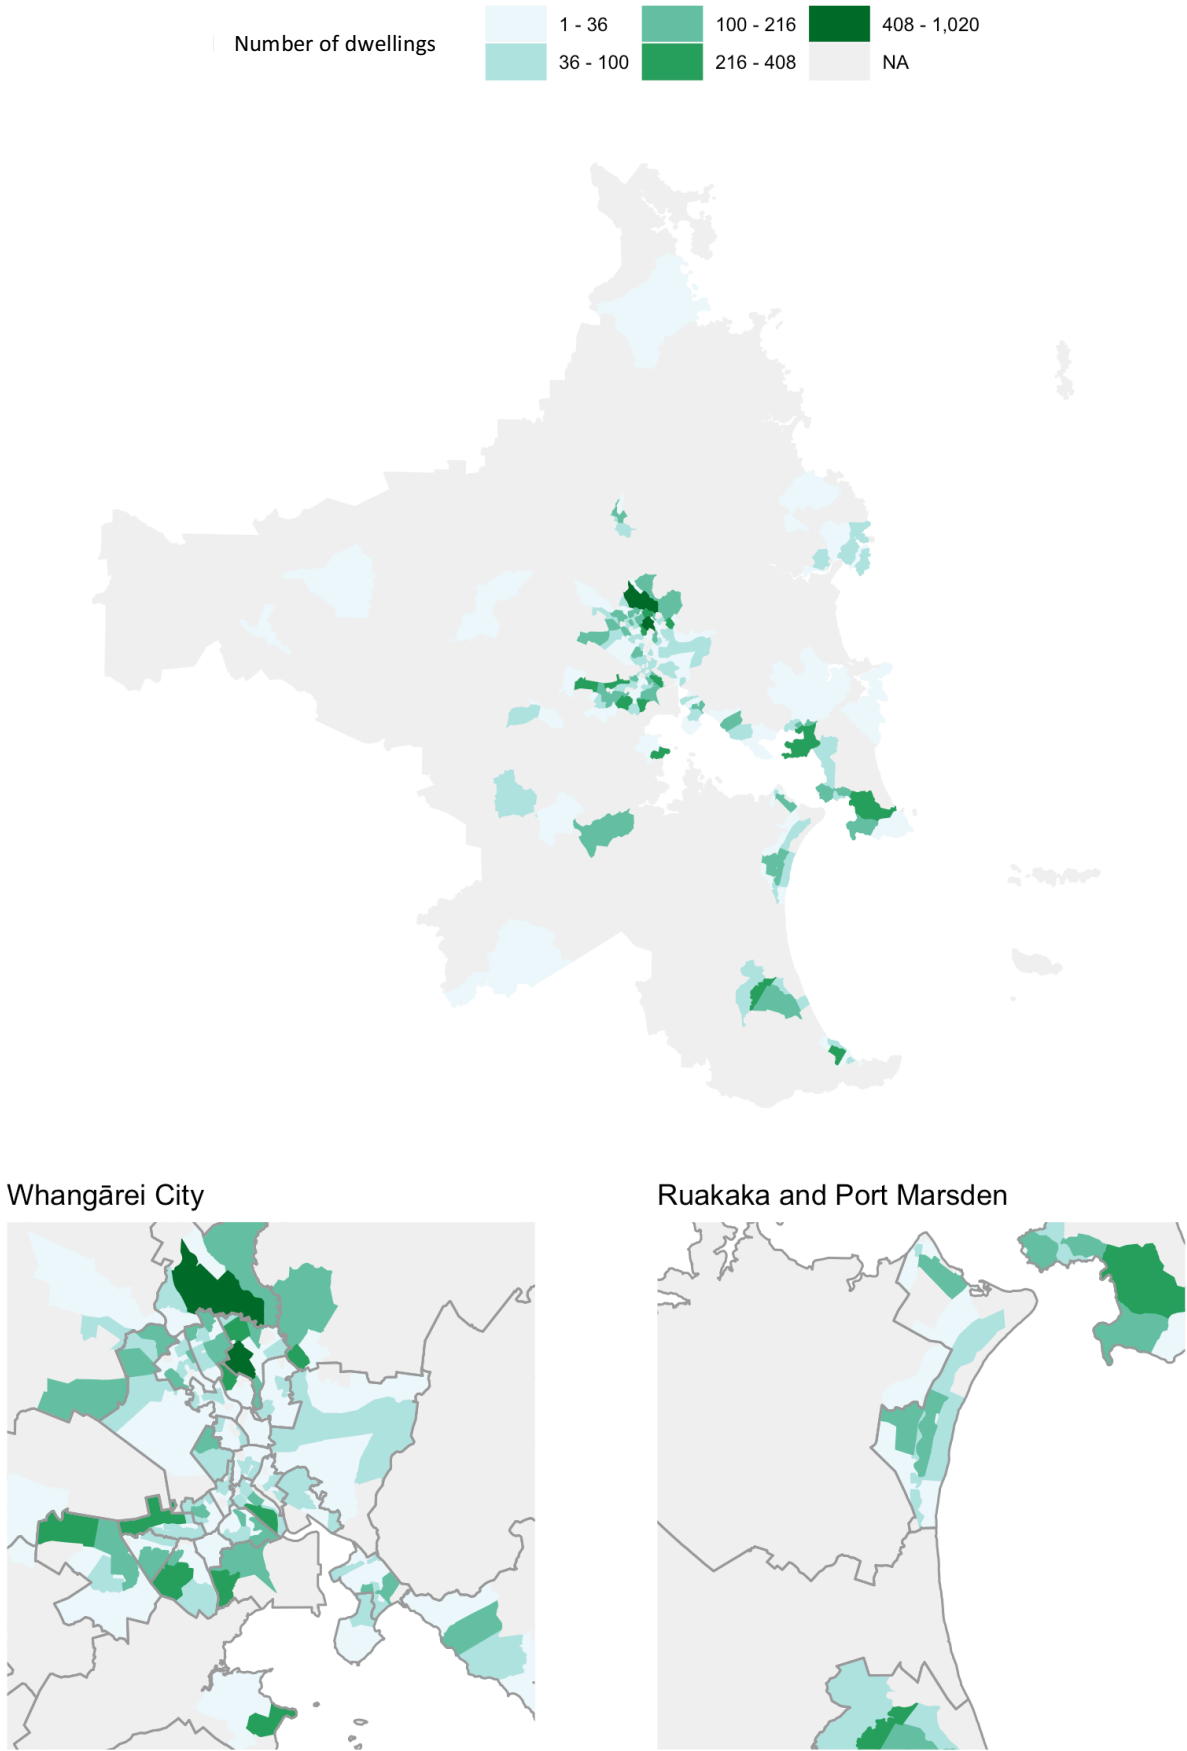 Number of dwellings
1 - 36
36 - 100
100 - 216
216 - 408
408 - 1,020
NA
Whangārei City
Ruakaka and Port Marsden